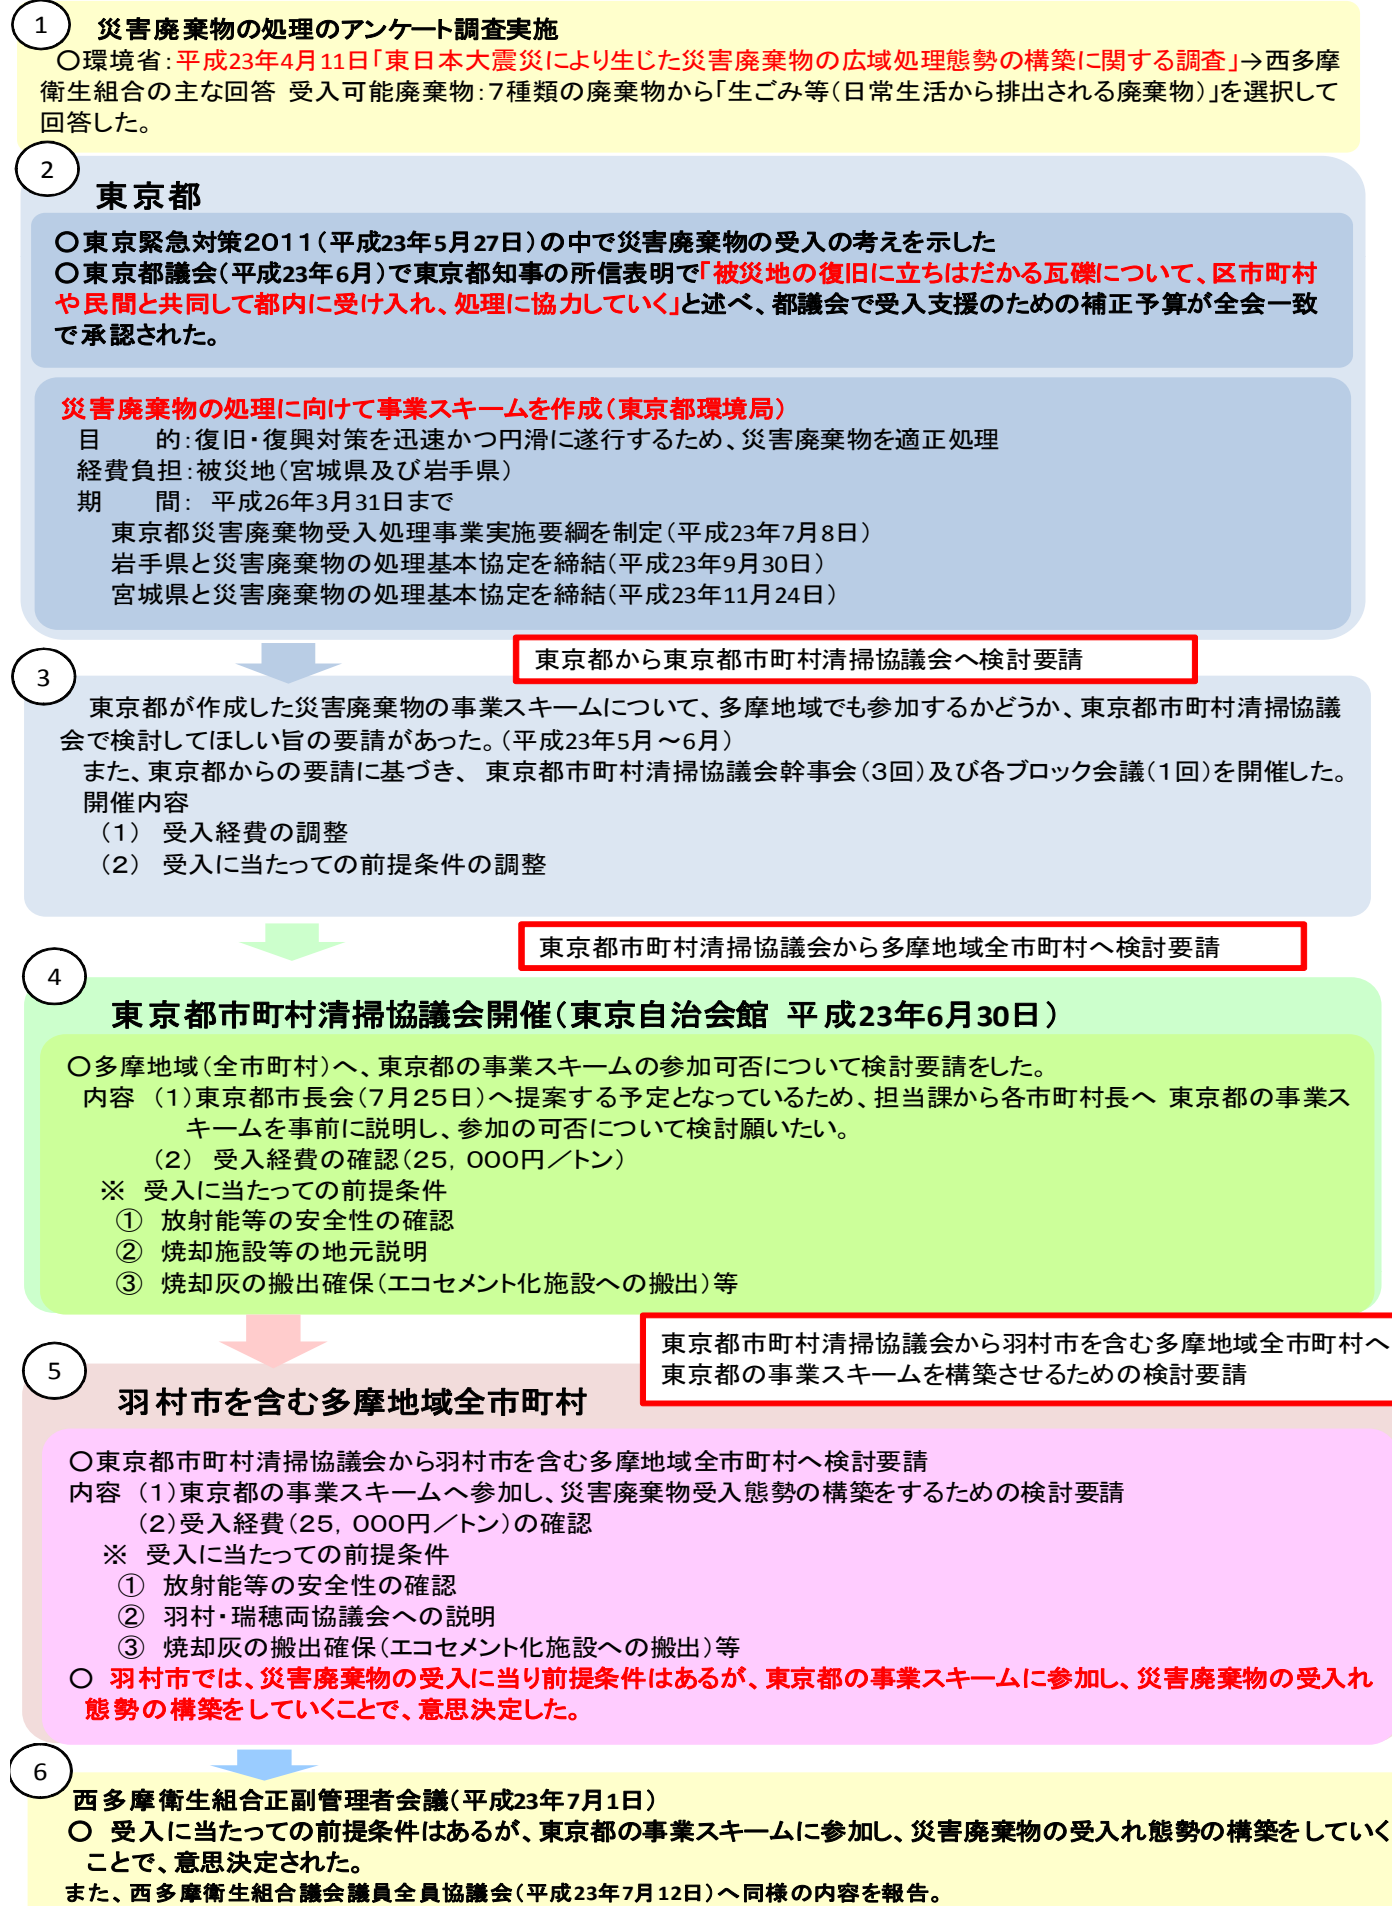 1
災害廃棄物の処理のアンケート調査実施
○環境省:平成23年4月11日「東日本大震災により生じた災害廃棄物の広域処理態勢の構築に関する調査」→西多摩
衛生組合の主な回答 受入可能廃棄物:7種類の廃棄物から「生ごみ等(日常生活から排出される廃棄物)」を選択して
回答した。
2
東京都
○東京緊急対策2011(平成23年5月27日)の中で災害廃棄物の受入の考えを示した
○東京都議会(平成23年6月)で東京都知事の所信表明で「被災地の復旧に立ちはだかる瓦礫について、区市町村
や民間と共同して都内に受け入れ、処理に協力していく」と述べ、都議会で受入支援のための補正予算が全会一致
で承認された。
災害廃棄物の処理に向けて事業スキームを作成(東京都環境局)
目　　的:復旧・復興対策を迅速かつ円滑に遂行するため、災害廃棄物を適正処理
経費負担:被災地(宮城県及び岩手県)
期　　間: 平成26年3月31日まで
東京都災害廃棄物受入処理事業実施要綱を制定(平成23年7月8日)
岩手県と災害廃棄物の処理基本協定を締結(平成23年9月30日)
宮城県と災害廃棄物の処理基本協定を締結(平成23年11月24日)
東京都から東京都市町村清掃協議会へ検討要請
3
東京都が作成した災害廃棄物の事業スキームについて、多摩地域でも参加するかどうか、東京都市町村清掃協議
会で検討してほしい旨の要請があった。(平成23年5月～6月)
また、東京都からの要請に基づき、 東京都市町村清掃協議会幹事会(3回)及び各ブロック会議(1回)を開催した。
開催内容
(1) 受入経費の調整
(2) 受入に当たっての前提条件の調整
東京都市町村清掃協議会から多摩地域全市町村へ検討要請
4
東京都市町村清掃協議会開催(東京自治会館 平成23年6月30日)
○多摩地域(全市町村)へ、東京都の事業スキームの参加可否について検討要請をした。
内容 (1)東京都市長会(7月25日)へ提案する予定となっているため、担当課から各市町村長へ 東京都の事業ス
キームを事前に説明し、参加の可否について検討願いたい。
(2) 受入経費の確認(25，000円／トン)
※ 受入に当たっての前提条件
① 放射能等の安全性の確認
② 焼却施設等の地元説明
③ 焼却灰の搬出確保(エコセメント化施設への搬出)等
東京都市町村清掃協議会から羽村市を含む多摩地域全市町村へ
東京都の事業スキームを構築させるための検討要請
5
羽村市を含む多摩地域全市町村
○東京都市町村清掃協議会から羽村市を含む多摩地域全市町村へ検討要請
内容 (1)東京都の事業スキームへ参加し、災害廃棄物受入態勢の構築をするための検討要請
(2)受入経費(25，000円／トン)の確認
※ 受入に当たっての前提条件
① 放射能等の安全性の確認
② 羽村・瑞穂両協議会への説明
③ 焼却灰の搬出確保(エコセメント化施設への搬出)等
○ 羽村市では、災害廃棄物の受入に当り前提条件はあるが、東京都の事業スキームに参加し、災害廃棄物の受入れ
態勢の構築をしていくことで、意思決定した。
6
西多摩衛生組合正副管理者会議(平成23年7月1日)
○ 受入に当たっての前提条件はあるが、東京都の事業スキームに参加し、災害廃棄物の受入れ態勢の構築をしていく
ことで、意思決定された。
また、西多摩衛生組合議会議員全員協議会(平成23年7月12日)へ同様の内容を報告。